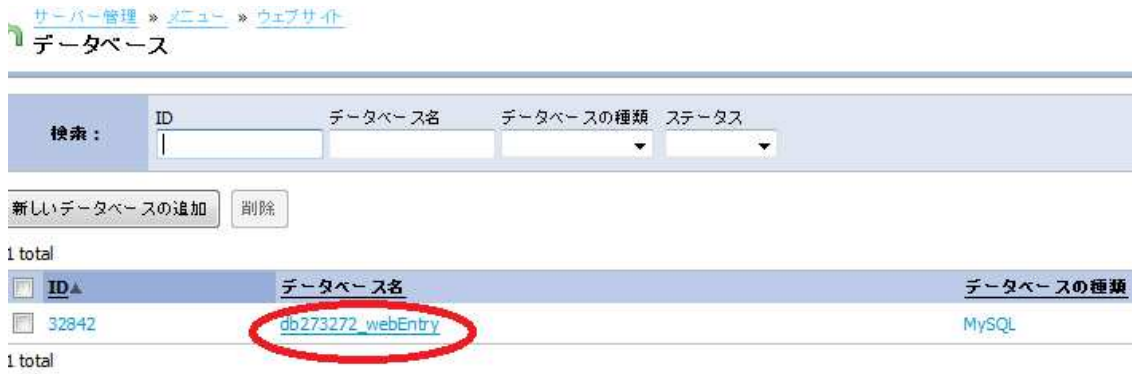 サーバー管理 » メニュー » ウェブサイト
データベース
ID データベース名 データベースの種類 ステータス
検索：
新しいデータベースの追加 削除
1 total
ID▲ データベース名 データベースの種類
32842 db273272_webEntry MySQL
1 total